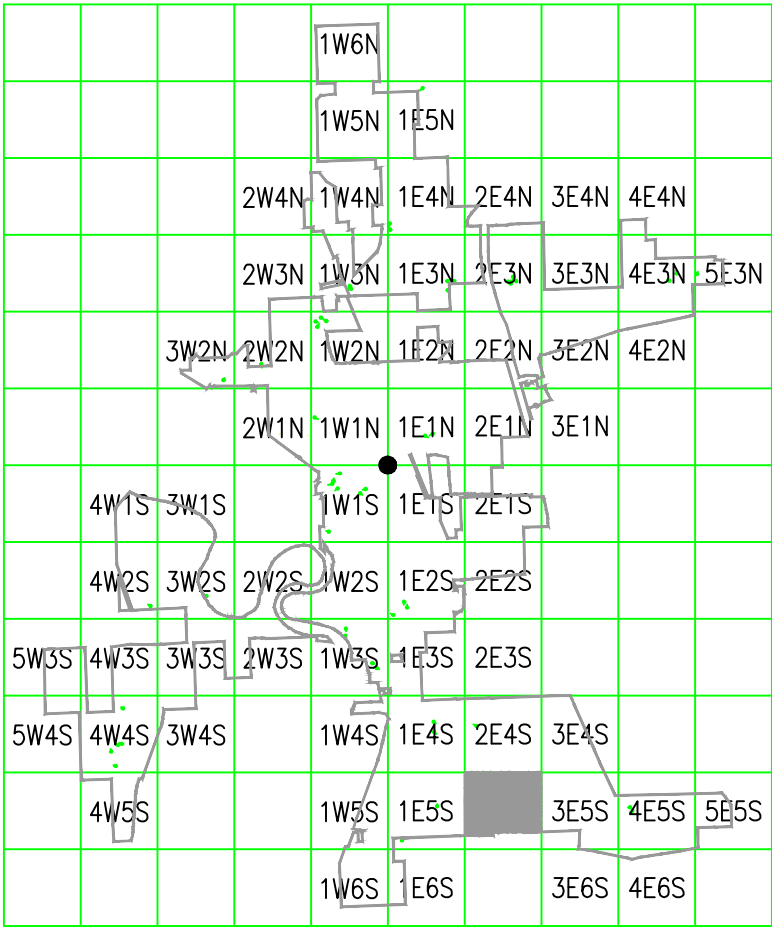 1W6N
1W5N 1E5N
2W4N 1W4N 1E4N 2E4N 3E4N 4E4N
2W3N 1W3N 1E3N 2E3N 3E3N 4E3N 5E3N
3W2N 2W2N 1W2N 1E2N 2E2N 3E2N 4E2N
2W1N 1W1N 1E1N 2E1N 3E1N
4W1S 3W1S 1W1S 1E1S 2E1S
4W2S 3W2S 2W2S 1W2S 1E2S 2E2S
5W3S 4W3S 3W3S 2W3S 1W3S 1E3S 2E3S
5W4S 4W4S 3W4S 1W4S 1E4S 2E4S 3E4S
4W5S 1W5S 1E5S 3E5S 4E5S 5E5S
1W6S 1E6S 3E6S 4E6S